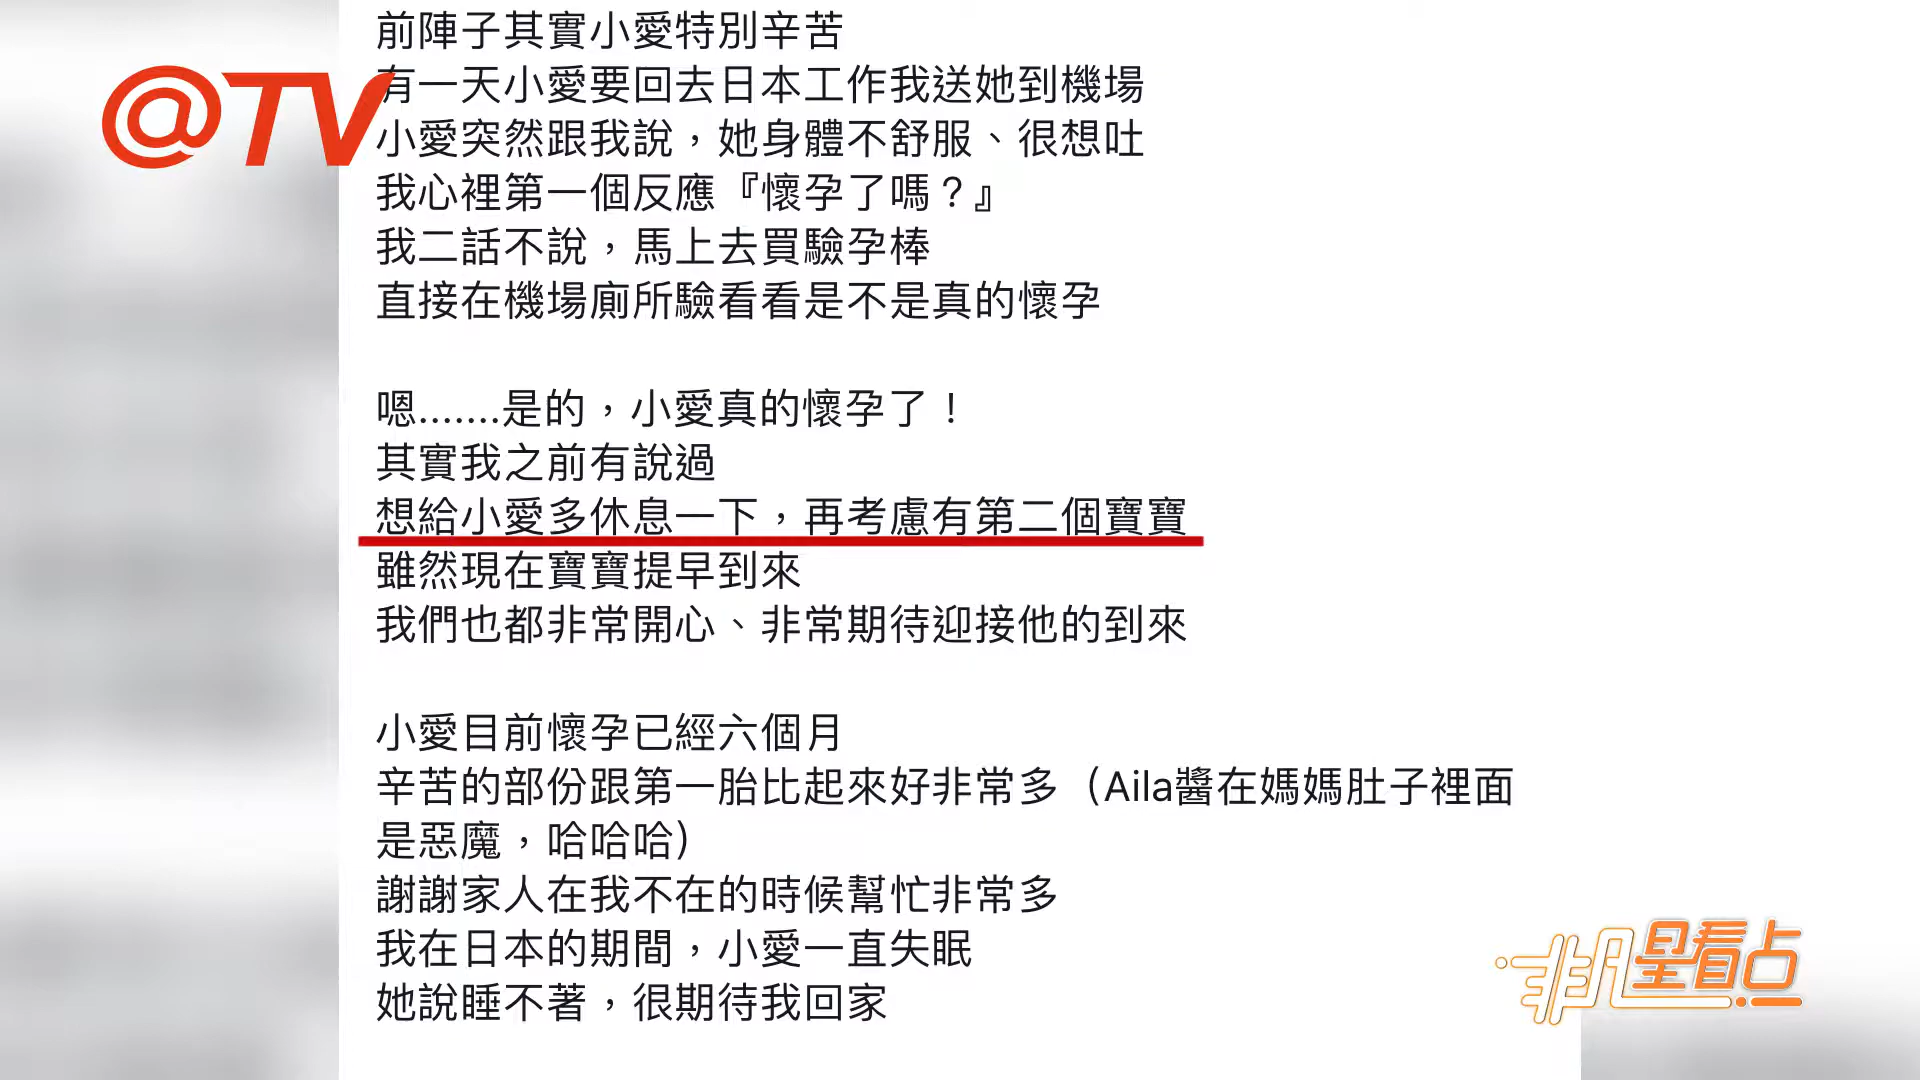 前陣子其實小愛特別辛苦
@TV
有一天小愛要回去日本工作我送她到機場
小愛突然跟我說，她身體不舒服、很想吐
我心裡第一個反應『懷孕了嗎？』
我二話不說，馬上去買驗孕棒
直接在機場廁所驗看看是不是真的懷孕
嗯.......是的，小愛真的懷孕了！
其實我之前有說過
想給小愛多休息一下，再考慮有第二個寶寶
雖然現在寶寶提早到來
我們也都非常開心、非常期待迎接他的到來
小愛目前懷孕已經六個月
辛苦的部份跟第一胎比起來好非常多（Aila醬在媽媽肚子裡面
是惡魔，哈哈哈）
謝謝家人在我不在的時候幫忙非常多
我在日本的期間，小愛一直失眠
她說睡不著，很期待我回家
非凡星看点